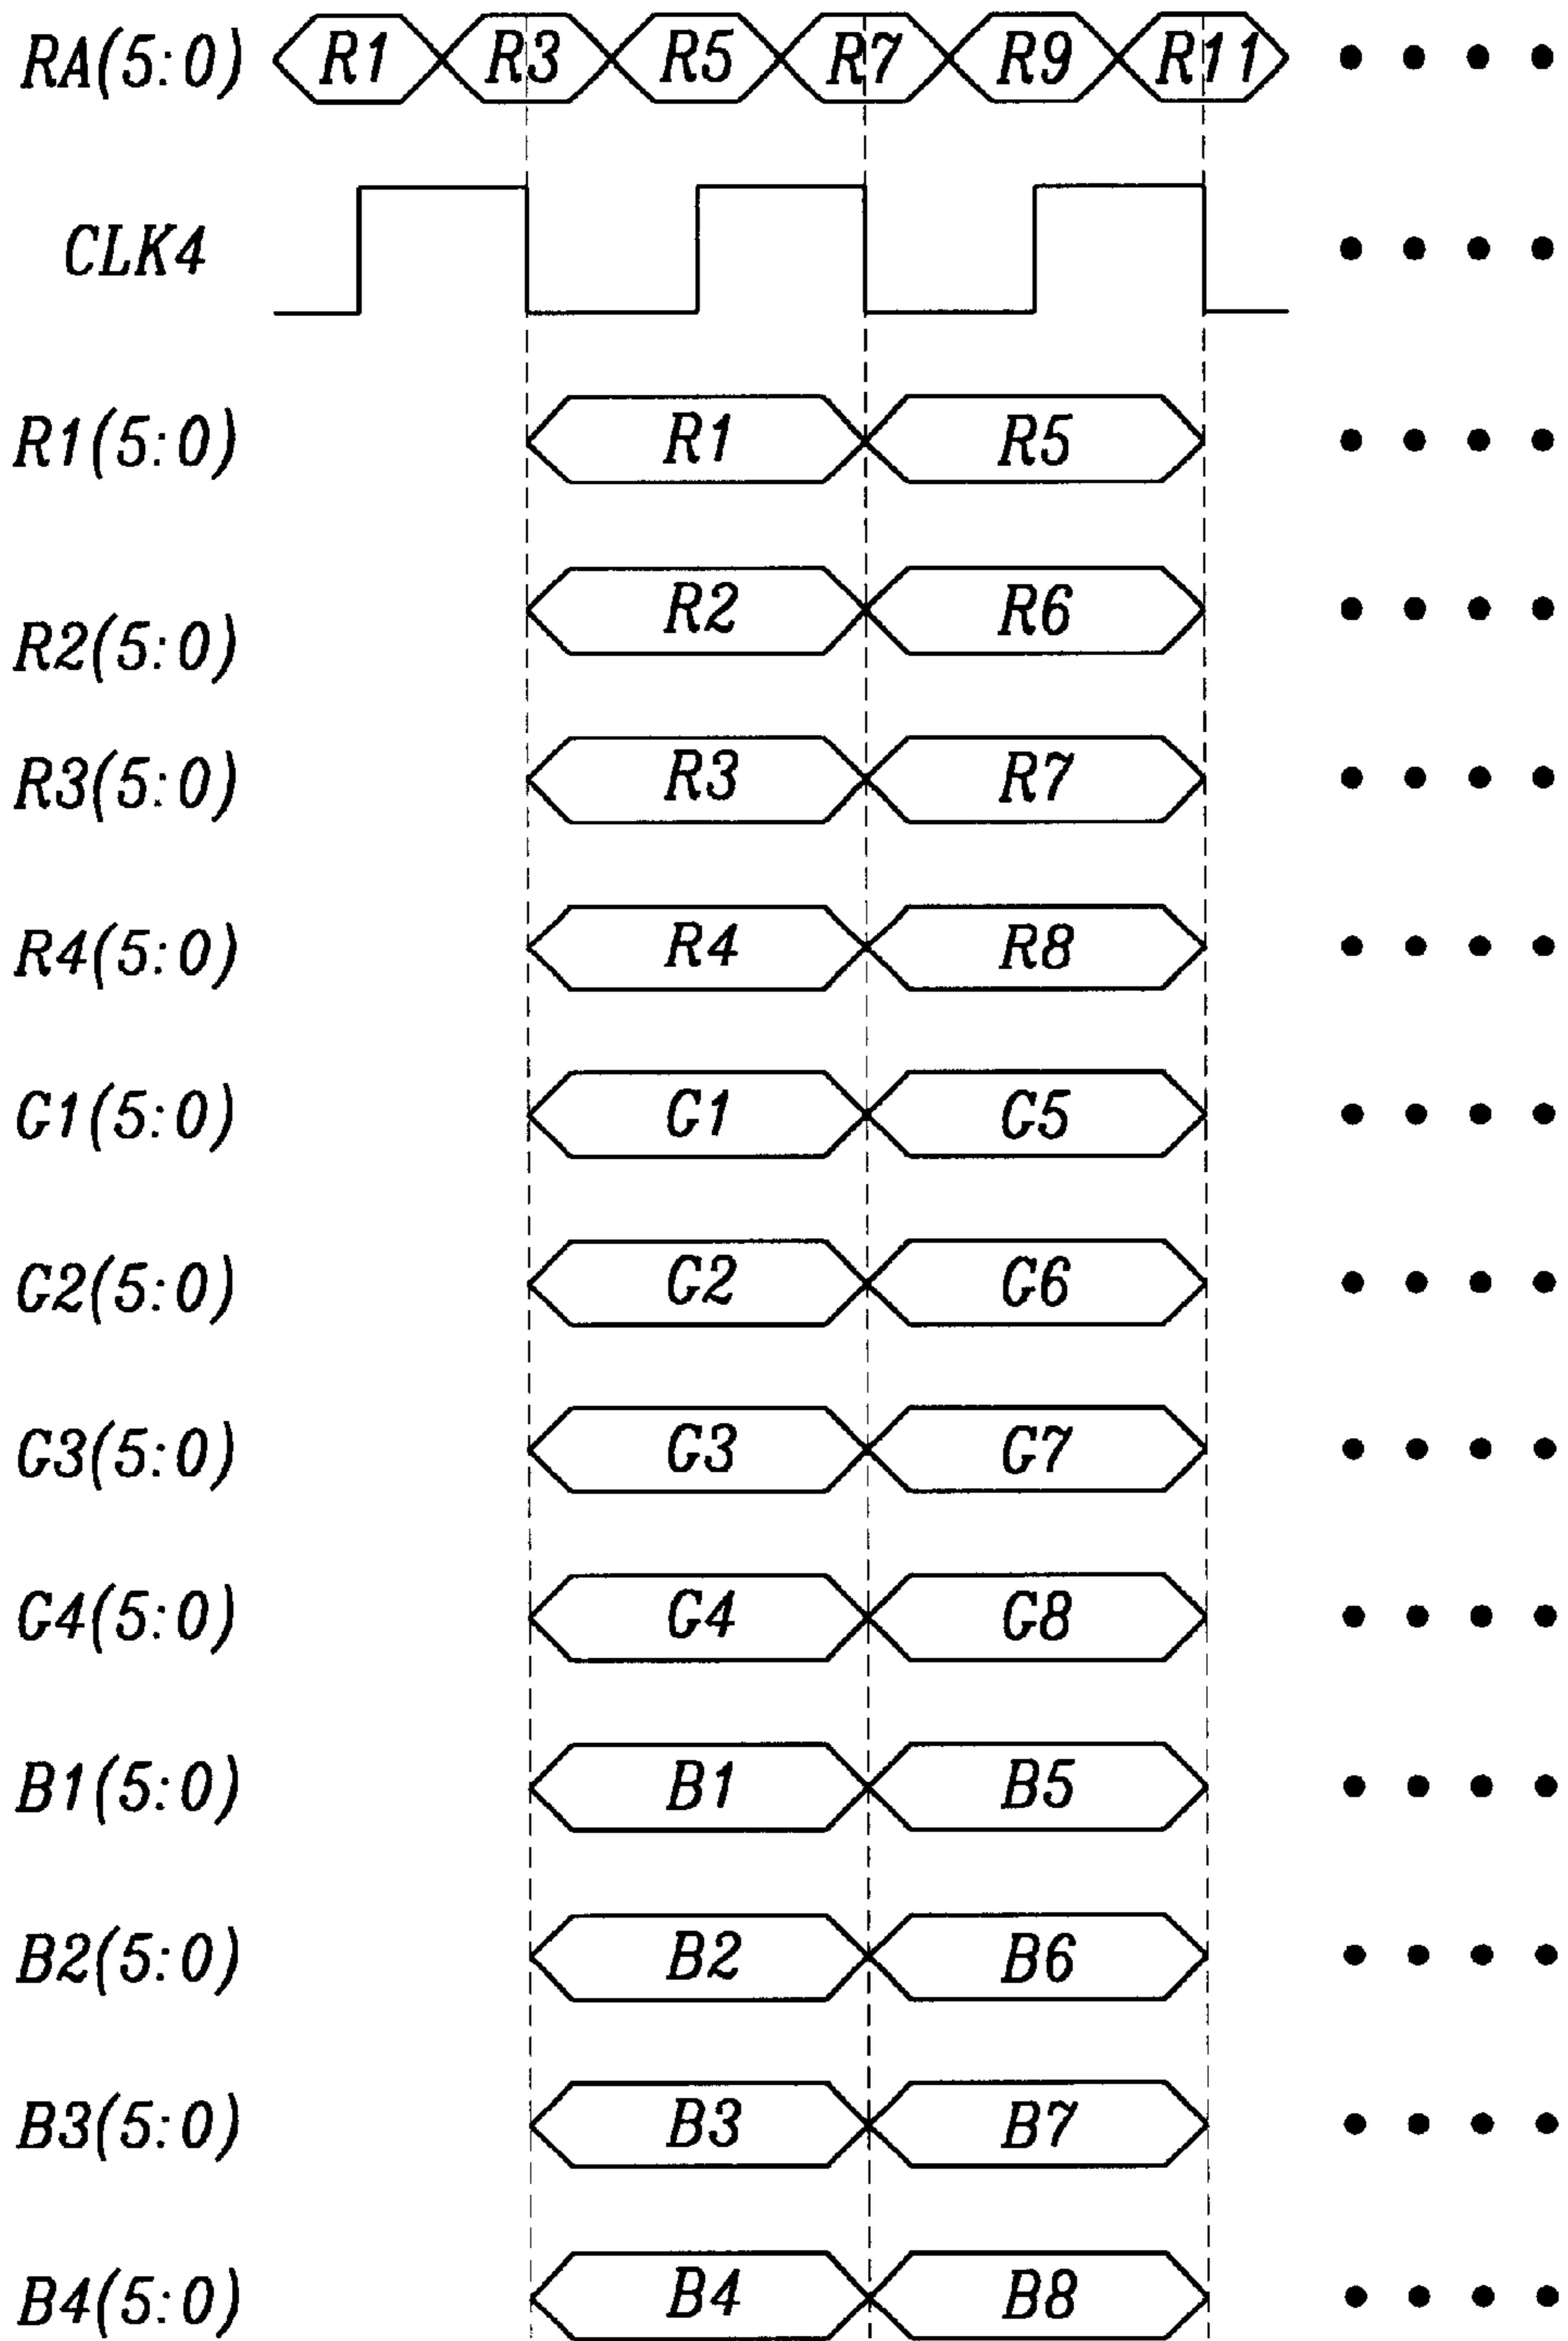 RA(5:0) R1 R3 R5 R7 R9 R11
CLK4
R1(5:0) R1 R5
R2(5:0) R2 R6
R3(5:0) R3 R7
R4(5:0) R4 R8
G1(5:0) G1 G5
G2(5:0) G2 G6
G3(5:0) G3 G7
G4(5:0) G4 G8
B1(5:0) B1 B5
B2(5:0) B2 B6
B3(5:0) B3 B7
B4(5:0) B4 B8